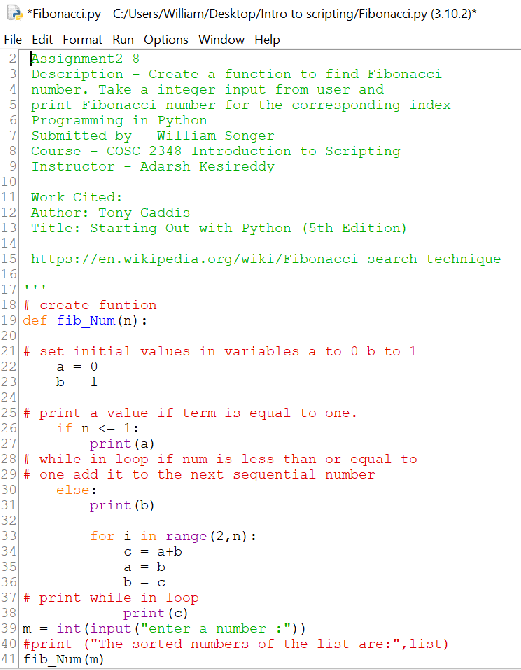 *Fibonacci.py - C:/Users/William/Desktop/Intro to scripting/Fibonacci.py (3.10.2)*
File Edit Format Run Options Window Help
2 Assignment2 8
3 Description - Create a function to find Fibonacci
4 number. Take a integer input from user and
5 print Fibonacci number for the corresponding index
6 Programming in Python
7 Submitted by William Songer
8 Course - COSC 2348 Introduction to Scripting
9 Instructor - Adarsh Kesireddy
10
11 Work Cited:
12 Author: Tony Gaddis
13 Title: Starting Out with Python (5th Edition)
14
15 https://en.wikipedia.org/wiki/Fibonacci_search_technique
16
17 '''
18 # create funtion
19 def fib_Num(n):
20
21 # set initial values in variables a to 0 b to 1
22 a = 0
23 b = 1
24
25 # print a value if term is equal to one.
26 if n <= 1:
27 print(a)
28 # while in loop if num is less than or equal to
29 # one add it to the next sequential number
30 else:
31 print(b)
32
33 for i in range(2,n):
34 c = a+b
35 a = b
36 b = c
37 # print while in loop
38 print(c)
39 m = int(input("enter a number :"))
40 #print ("The sorted numbers of the list are:",list)
41 fib_Num(m)